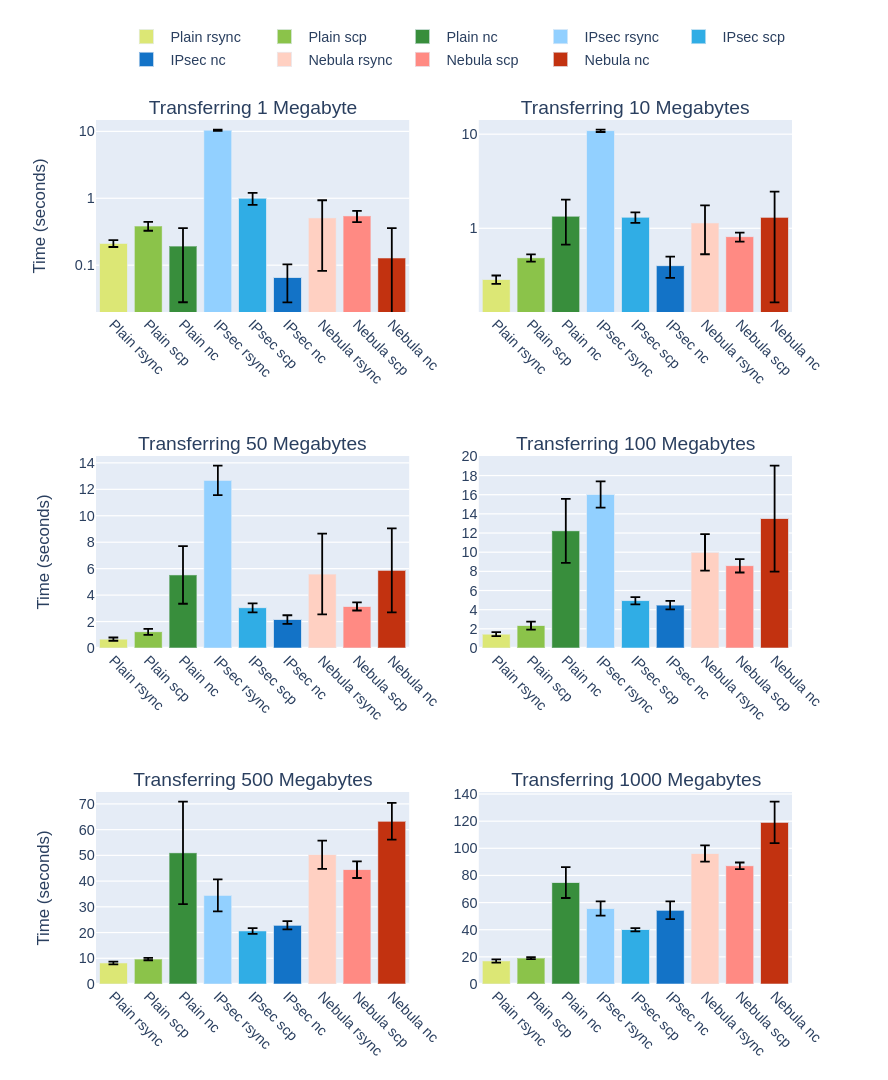 Plain rsync Plain scp Plain nc IPsec rsync IPsec scp
IPsec nc Nebula rsync Nebula scp Nebula nc
Transferring 1 Megabyte
Time (seconds)
10
1
0.1
Plain rsync Plain scp Plain nc IPsec rsync IPsec scp IPsec nc Nebula rsync Nebula scp Nebula nc
Transferring 10 Megabytes
10
1
Plain rsync Plain scp Plain nc IPsec rsync IPsec scp IPsec nc Nebula rsync Nebula scp Nebula nc
Transferring 50 Megabytes
Time (seconds)
14
12
10
8
6
4
2
0
Plain rsync Plain scp Plain nc IPsec rsync IPsec scp IPsec nc Nebula rsync Nebula scp Nebula nc
Transferring 100 Megabytes
20
18
16
14
12
10
8
6
4
2
0
Plain rsync Plain scp Plain nc IPsec rsync IPsec scp IPsec nc Nebula rsync Nebula scp Nebula nc
Transferring 500 Megabytes
Time (seconds)
70
60
50
40
30
20
10
0
Plain rsync Plain scp Plain nc IPsec rsync IPsec scp IPsec nc Nebula rsync Nebula scp Nebula nc
Transferring 1000 Megabytes
140
120
100
80
60
40
20
0
Plain rsync Plain scp Plain nc IPsec rsync IPsec scp IPsec nc Nebula rsync Nebula scp Nebula nc